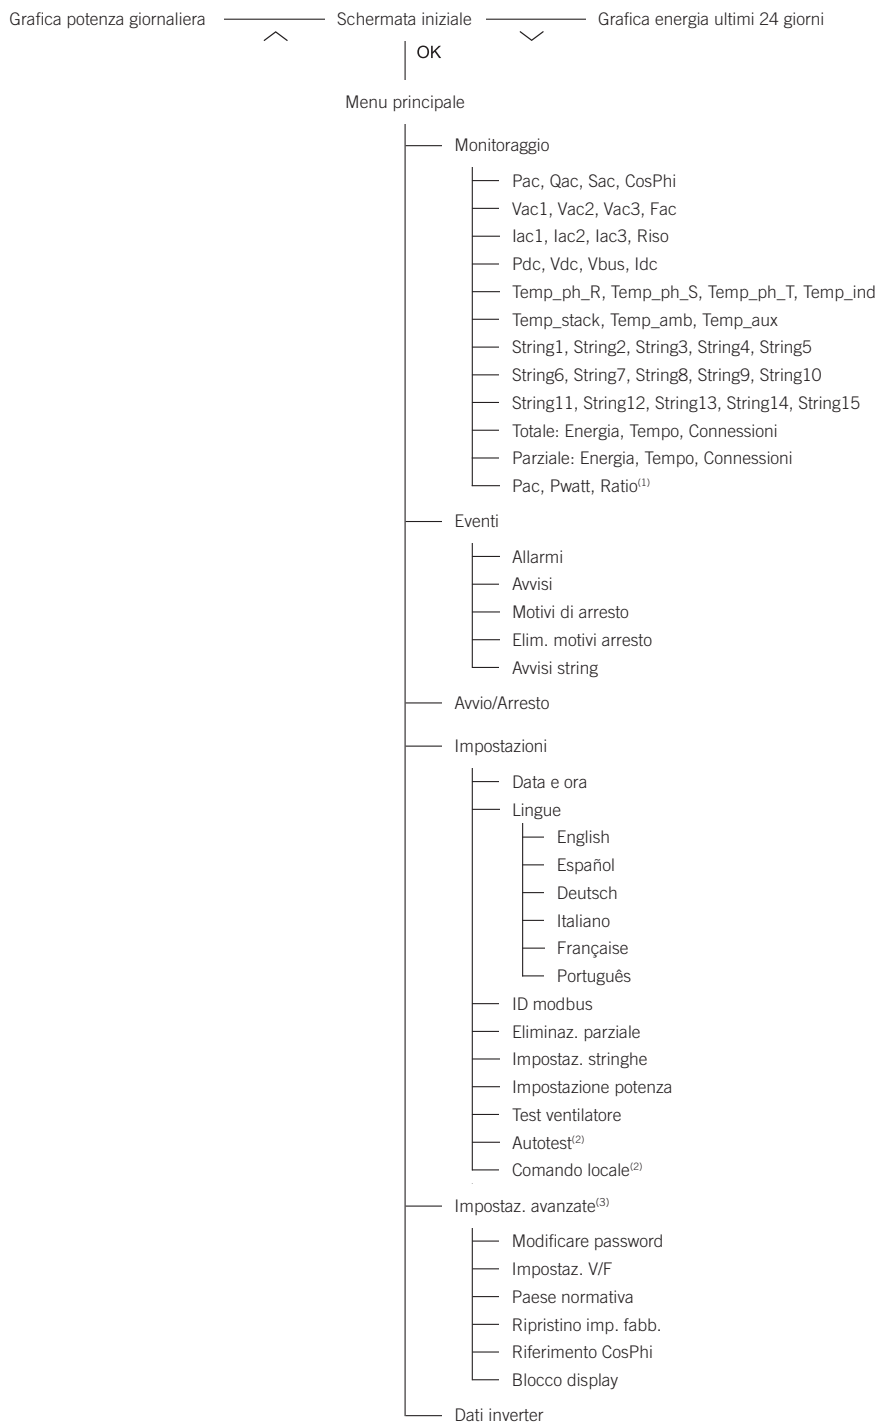 Grafica potenza giornaliera Schermata iniziale Grafica energia ultimi 24 giorni
OK
Menu principale
Monitoraggio
Pac, Qac, Sac, CosPhi
Vac1, Vac2, Vac3, Fac
Iac1, Iac2, Iac3, Riso
Pdc, Vdc, Vbus, Idc
Temp_ph_R, Temp_ph_S, Temp_ph_T, Temp_ind
Temp_stack, Temp_amb, Temp_aux
String1, String2, String3, String4, String5
String6, String7, String8, String9, String10
String11, String12, String13, String14, String15
Totale: Energia, Tempo, Connessioni
Parziale: Energia, Tempo, Connessioni
Pac, Pwatt, Ratio(1)
Eventi
Allarmi
Avvisi
Motivi di arresto
Elim. motivi arresto
Avvisi string
Avvio/Arresto
Impostazioni
Data e ora
Lingue
English
Español
Deutsch
Italiano
Française
Português
ID modbus
Eliminaz. parziale
Impostaz. stringhe
Impostazione potenza
Test ventilatore
Autotest(2)
Comando locale(2)
Impostaz. avanzate(3)
Modificare password
Impostaz. V/F
Paese normativa
Ripristino imp. fabb.
Riferimento CosPhi
Blocco display
Dati inverter